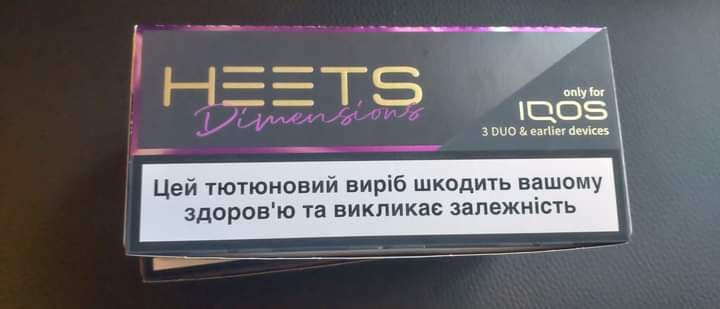 HEETS
Dimensions
only for
IQOS
3 DUO & earlier devices
Цей тютюновий виріб шкодить вашому
здоров'ю та викликає залежність